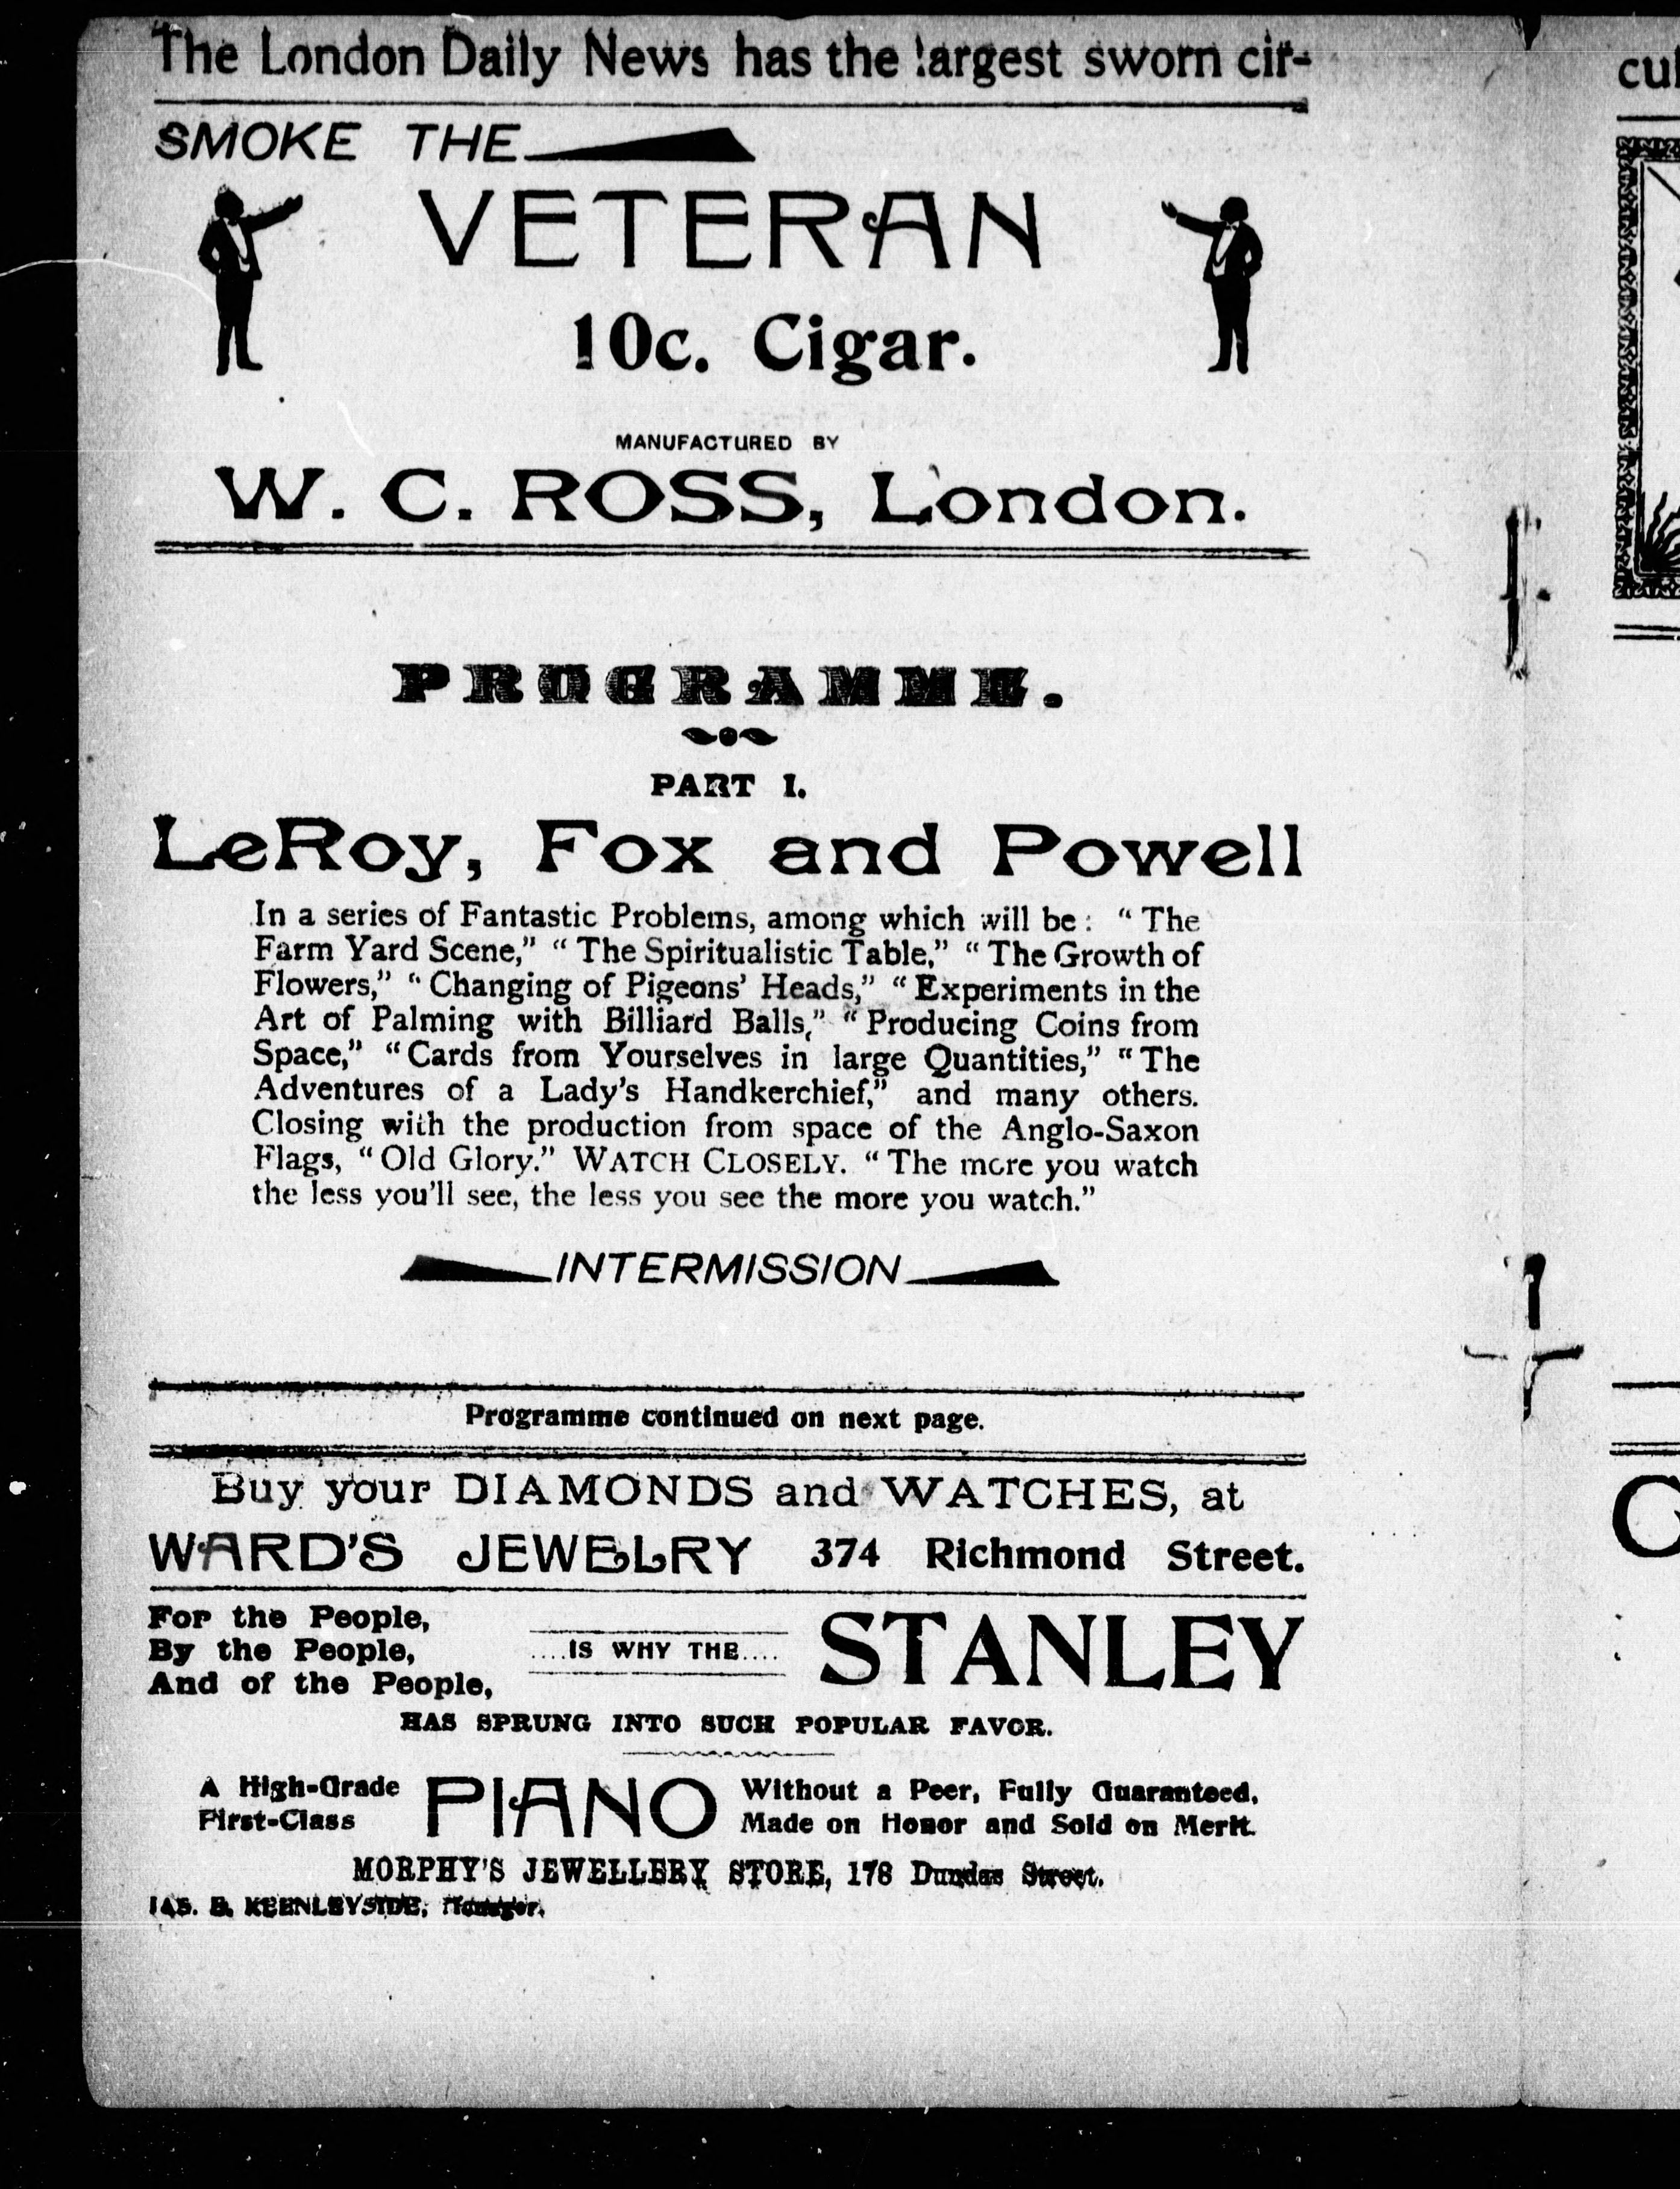 The London Daily News has the largest sworn cir-
SMOKE THE
VETERAN
10c. Cigar.
MANUFACTURED BY
W. C. ROSS, London.
PROGRAMME.
PART I.
LeRoy, Fox and Powell
In a series of Fantastic Problems, among which will be: "The
Farm Yard Scene," "The Spiritualistic Table," "The Growth of
Flowers," "Changing of Pigeons' Heads," "Experiments in the
Art of Palming with Billiard Balls," "Producing Coins from
Space," "Cards from Yourselves in large Quantities," "The
Adventures of a Lady's Handkerchief," and many others.
Closing with the production from space of the Anglo-Saxon
Flags, "Old Glory." WATCH CLOSELY. "The more you watch
the less you'll see, the less you see the more you watch."
INTERMISSION
Programme continued on next page.
Buy your DIAMONDS and WATCHES, at
WARD'S JEWELRY 374 Richmond Street.
For the People,
By the People,
And of the People,
....IS WHY THE....
STANLEY
HAS SPRUNG INTO SUCH POPULAR FAVOR.
A High-Grade
First-Class
PIANO
Without a Peer, Fully Guaranteed,
Made on Honor and Sold on Merit.
MORPHY'S JEWELLERY STORE, 178 Dundas Street.
JAS. B. KEENLEYSIDE, Manager.